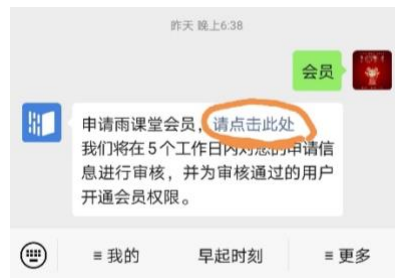 昨天 晚上6:38
会员
申请雨课堂会员，请点击此处
我们将在5个工作日内对您的申请信
息进行审核，并为审核通过的用户
开通会员权限。
≡ 我的 早起时刻 ≡ 更多